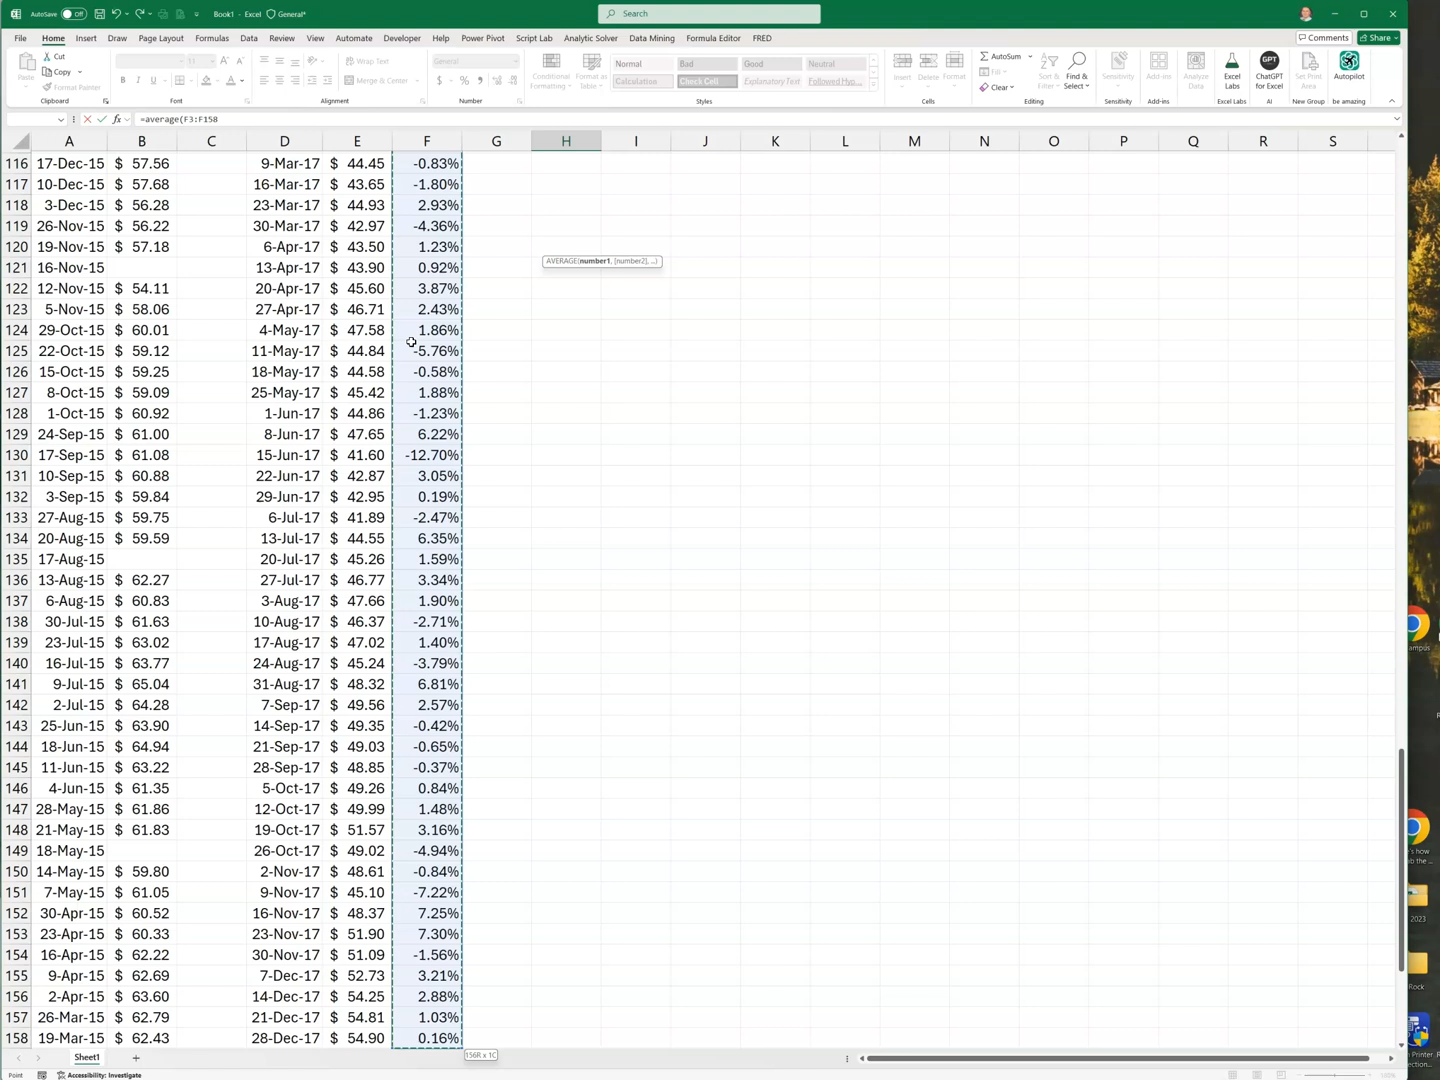 AutoSave Off Book1 - Excel General* Search
File Home Insert Draw Page Layout Formulas Data Review View Automate Developer Help Power Pivot Script Lab Analytic Solver Data Mining Formula Editor FRED Comments Share
Paste Cut Copy Format Painter Clipboard
B I U Font
Wrap Text Merge & Center Alignment
General $ % Number
Conditional Formatting Format as Table Normal Bad Good Neutral
Calculation Check Cell Explanatory Text Followed Hyp... Styles
Insert Delete Format Cells
AutoSum Fill Clear Sort & Filter Find & Select Editing
Sensitivity Sensitivity Add-ins Add-ins Analyze Data Excel Labs Excel Labs ChatGPT for Excel AI Set Print Area New Group Autopilot be amazing
fx =average(F3:F158
A B C D E F G H I J K L M N O P Q R S
116 17-Dec-15 $ 57.56 9-Mar-17 $ 44.45 -0.83%
117 10-Dec-15 $ 57.68 16-Mar-17 $ 43.65 -1.80%
118 3-Dec-15 $ 56.28 23-Mar-17 $ 44.93 2.93%
119 26-Nov-15 $ 56.22 30-Mar-17 $ 42.97 -4.36%
120 19-Nov-15 $ 57.18 6-Apr-17 $ 43.50 1.23%
AVERAGE(number1, [number2], ...)
121 16-Nov-15 13-Apr-17 $ 43.90 0.92%
122 12-Nov-15 $ 54.11 20-Apr-17 $ 45.60 3.87%
123 5-Nov-15 $ 58.06 27-Apr-17 $ 46.71 2.43%
124 29-Oct-15 $ 60.01 4-May-17 $ 47.58 1.86%
125 22-Oct-15 $ 59.12 11-May-17 $ 44.84 -5.76%
126 15-Oct-15 $ 59.25 18-May-17 $ 44.58 -0.58%
127 8-Oct-15 $ 59.09 25-May-17 $ 45.42 1.88%
128 1-Oct-15 $ 60.92 1-Jun-17 $ 44.86 -1.23%
129 24-Sep-15 $ 61.00 8-Jun-17 $ 47.65 6.22%
130 17-Sep-15 $ 61.08 15-Jun-17 $ 41.60 -12.70%
131 10-Sep-15 $ 60.88 22-Jun-17 $ 42.87 3.05%
132 3-Sep-15 $ 59.84 29-Jun-17 $ 42.95 0.19%
133 27-Aug-15 $ 59.75 6-Jul-17 $ 41.89 -2.47%
134 20-Aug-15 $ 59.59 13-Jul-17 $ 44.55 6.35%
135 17-Aug-15 20-Jul-17 $ 45.26 1.59%
136 13-Aug-15 $ 62.27 27-Jul-17 $ 46.77 3.34%
137 6-Aug-15 $ 60.83 3-Aug-17 $ 47.66 1.90%
138 30-Jul-15 $ 61.63 10-Aug-17 $ 46.37 -2.71%
139 23-Jul-15 $ 63.02 17-Aug-17 $ 47.02 1.40%
140 16-Jul-15 $ 63.77 24-Aug-17 $ 45.24 -3.79%
141 9-Jul-15 $ 65.04 31-Aug-17 $ 48.32 6.81%
142 2-Jul-15 $ 64.28 7-Sep-17 $ 49.56 2.57%
143 25-Jun-15 $ 63.90 14-Sep-17 $ 49.35 -0.42%
144 18-Jun-15 $ 64.94 21-Sep-17 $ 49.03 -0.65%
145 11-Jun-15 $ 63.22 28-Sep-17 $ 48.85 -0.37%
146 4-Jun-15 $ 61.35 5-Oct-17 $ 49.26 0.84%
147 28-May-15 $ 61.86 12-Oct-17 $ 49.99 1.48%
148 21-May-15 $ 61.83 19-Oct-17 $ 51.57 3.16%
149 18-May-15 26-Oct-17 $ 49.02 -4.94%
150 14-May-15 $ 59.80 2-Nov-17 $ 48.61 -0.84%
151 7-May-15 $ 61.05 9-Nov-17 $ 45.10 -7.22%
152 30-Apr-15 $ 60.52 16-Nov-17 $ 48.37 7.25%
153 23-Apr-15 $ 60.33 23-Nov-17 $ 51.90 7.30%
154 16-Apr-15 $ 62.22 30-Nov-17 $ 51.09 -1.56%
155 9-Apr-15 $ 62.69 7-Dec-17 $ 52.73 3.21%
156 2-Apr-15 $ 63.60 14-Dec-17 $ 54.25 2.88%
157 26-Mar-15 $ 62.79 21-Dec-17 $ 54.81 1.03%
158 19-Mar-15 $ 62.43 28-Dec-17 $ 54.90 0.16%
156R x 1C
Sheet1
Point Accessibility: Investigate
2023
Rock